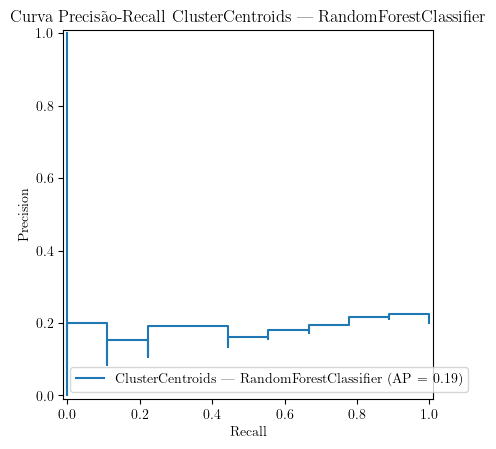 Curva Precisão-Recall ClusterCentroids — RandomForestClassifier
1.0
0.8
0.6
0.4
0.2
0.0
Precision
ClusterCentroids — RandomForestClassifier (AP = 0.19)
0.0 0.2 0.4 0.6 0.8 1.0
Recall